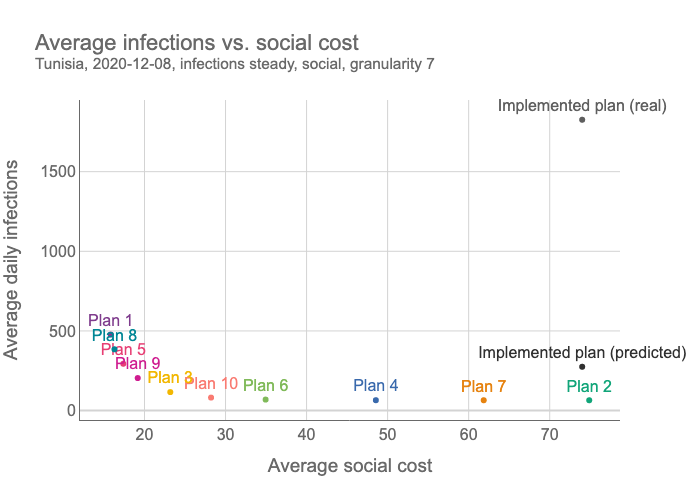 Average infections vs. social cost
Tunisia, 2020-12-08, infections steady, social, granularity 7
Implemented plan (real)
1500
1000
Average daily infections
500
Plan 1
Plan 8
Plan 5
Plan 9
Implemented plan (predicted)
Plan 3
Plan 10
Plan 6
Plan 4
Plan 7
Plan 2
0
20 30 40 50 60 70
Average social cost